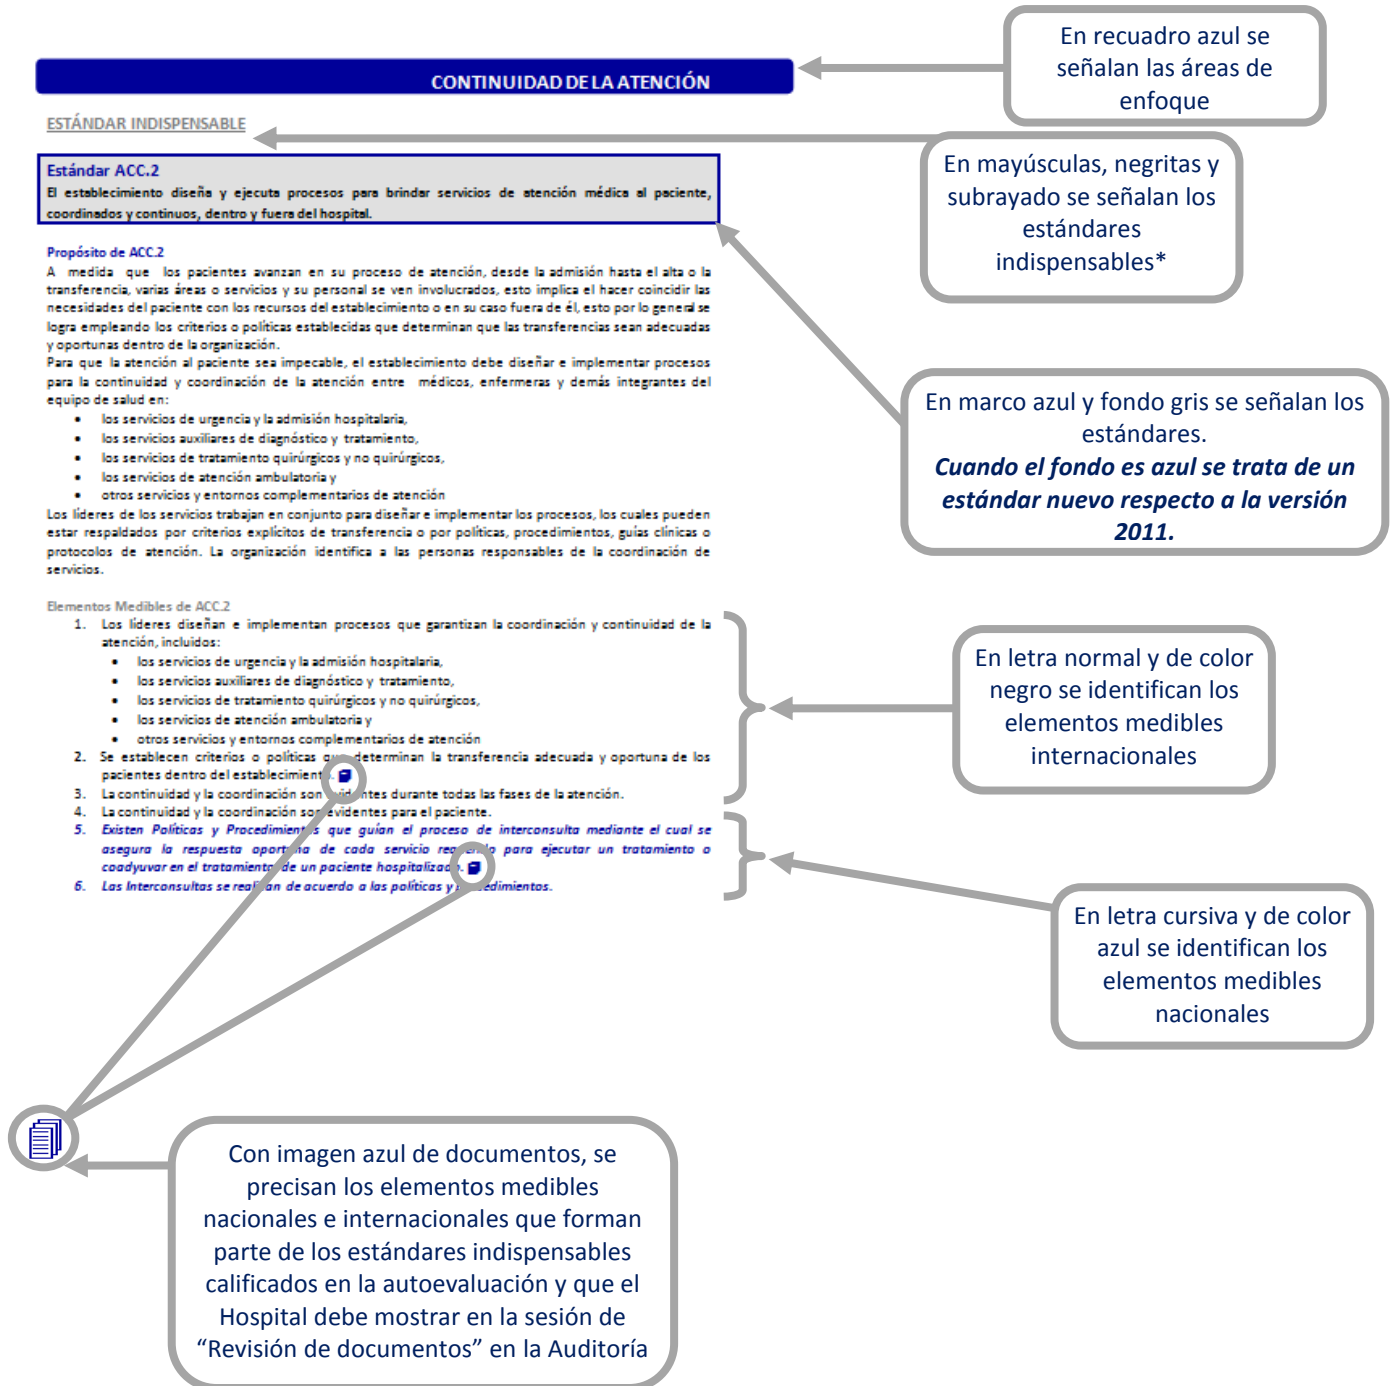 CONTINUIDAD DE LA ATENCIÓN
ESTÁNDAR INDISPENSABLE
Estándar ACC.2
El establecimiento diseña y ejecuta procesos para brindar servicios de atención médica al paciente,
coordinados y continuos, dentro y fuera del hospital.
Propósito de ACC.2
A medida que los pacientes avanzan en su proceso de atención, desde la admisión hasta el alta o la
transferencia, varias áreas o servicios y su personal se ven involucrados, esto implica el hacer coincidir las
necesidades del paciente con los recursos del establecimiento o en su caso fuera de él, esto por lo general se
logra empleando los criterios o políticas establecidas que determinan que las transferencias sean adecuadas
y oportunas dentro de la organización.
Para que la atención al paciente sea impecable, el establecimiento debe diseñar e implementar procesos
para la continuidad y coordinación de la atención entre médicos, enfermeras y demás integrantes del
equipo de salud en:
• los servicios de urgencia y la admisión hospitalaria,
• los servicios auxiliares de diagnóstico y tratamiento,
• los servicios de tratamiento quirúrgicos y no quirúrgicos,
• los servicios de atención ambulatoria y
• otros servicios y entornos complementarios de atención
Los líderes de los servicios trabajan en conjunto para diseñar e implementar los procesos, los cuales pueden
estar respaldados por criterios explícitos de transferencia o por políticas, procedimientos, guías clínicas o
protocolos de atención. La organización identifica a las personas responsables de la coordinación de
servicios.
Elementos Medibles de ACC.2
1. Los líderes diseñan e implementan procesos que garantizan la coordinación y continuidad de la
atención, incluidos:
• los servicios de urgencia y la admisión hospitalaria,
• los servicios auxiliares de diagnóstico y tratamiento,
• los servicios de tratamiento quirúrgicos y no quirúrgicos,
• los servicios de atención ambulatoria y
• otros servicios y entornos complementarios de atención
2. Se establecen criterios o políticas que determinan la transferencia adecuada y oportuna de los
pacientes dentro del establecimiento.
3. La continuidad y la coordinación son evidentes durante todas las fases de la atención.
4. La continuidad y la coordinación son evidentes para el paciente.
5. Existen Políticas y Procedimientos que guían el proceso de interconsulta mediante el cual se
asegura la respuesta oportuna de cada servicio requerido para ejecutar un tratamiento o
coadyuvar en el tratamiento de un paciente hospitalizado.
6. Las Interconsultas se realizan de acuerdo a las políticas y procedimientos.
En recuadro azul se
señalan las áreas de
enfoque
En mayúsculas, negritas y
subrayado se señalan los
estándares
indispensables*
En marco azul y fondo gris se señalan los
estándares.
Cuando el fondo es azul se trata de un
estándar nuevo respecto a la versión
2011.
En letra normal y de color
negro se identifican los
elementos medibles
internacionales
En letra cursiva y de color
azul se identifican los
elementos medibles
nacionales
Con imagen azul de documentos, se
precisan los elementos medibles
nacionales e internacionales que forman
parte de los estándares indispensables
calificados en la autoevaluación y que el
Hospital debe mostrar en la sesión de
“Revisión de documentos” en la Auditoría